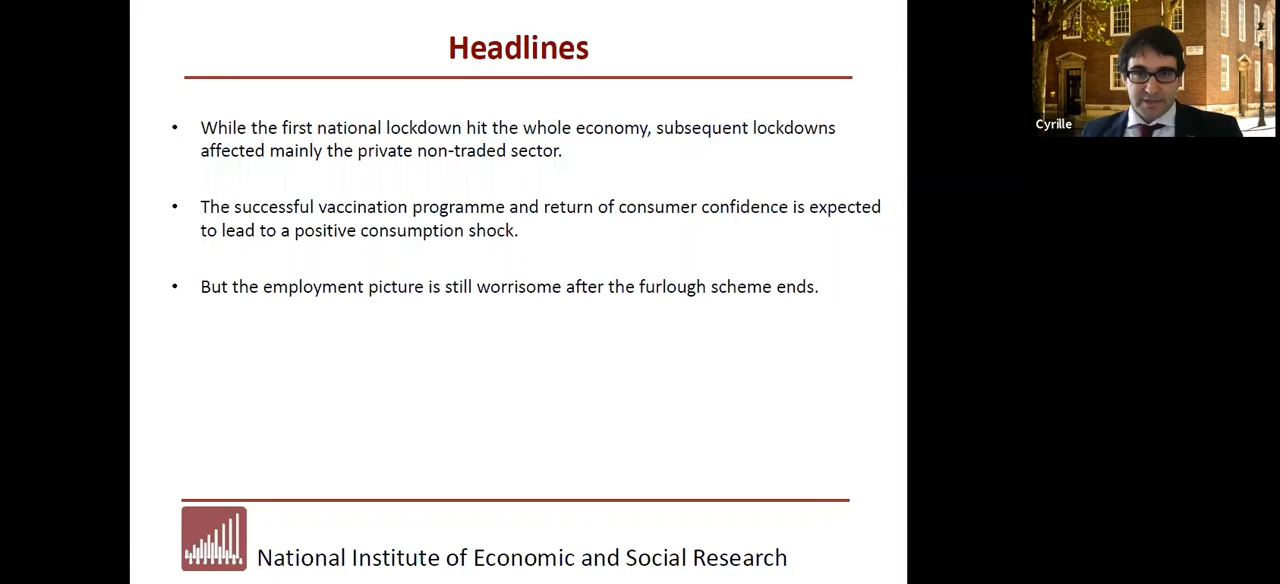 Headlines
• While the first national lockdown hit the whole economy, subsequent lockdowns
affected mainly the private non-traded sector.
• The successful vaccination programme and return of consumer confidence is expected
to lead to a positive consumption shock.
• But the employment picture is still worrisome after the furlough scheme ends.
National Institute of Economic and Social Research
Cyrille